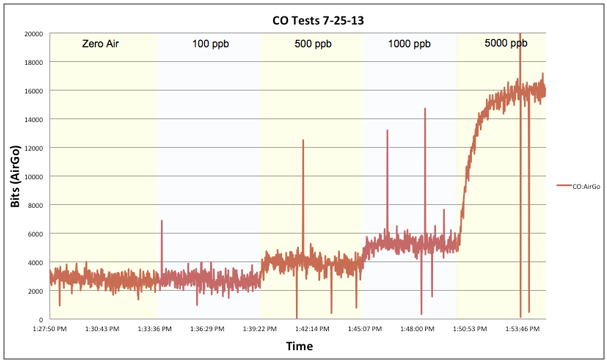 CO Tests 7-25-13
Zero Air 100 ppb 500 ppb 1000 ppb 5000 ppb
20000
18000
16000
14000
12000
10000
8000
6000
4000
2000
0
Bits (AirGo)
CO:AirGo
1:27:50 PM 1:30:43 PM 1:33:36 PM 1:36:29 PM 1:39:22 PM 1:42:14 PM 1:45:07 PM 1:48:00 PM 1:50:53 PM 1:53:46 PM
Time